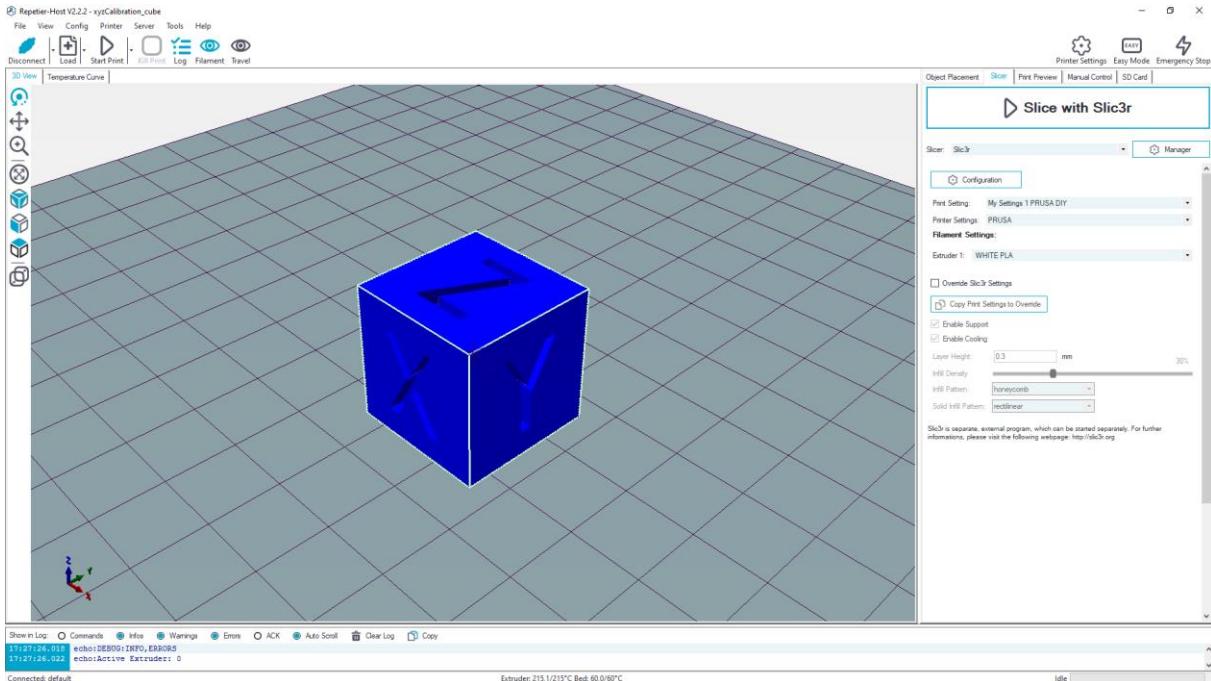 Repetier-Host V2.2.2 - xyzCalibration_cube
File View Config Printer Server Tools Help
Disconnect Load Start Print Kill Print Log Filament Travel
EASY
Printer Settings Easy Mode Emergency Stop
3D View Temperature Curve
Object Placement Slicer Print Preview Manual Control SD Card
Slice with Slic3r
Slicer: Slic3r Manager
Configuration
Print Setting: My Settings 1 PRUSA DIY
Printer Settings: PRUSA
Filament Settings:
Extruder 1: WHITE PLA
Override Slic3r Settings
Copy Print Settings to Override
Enable Support
Enable Cooling
Layer Height: 0.3 mm
30%
Infill Density
Infill Pattern: honeycomb
Solid Infill Pattern: rectilinear
Slic3r is separate, external program, which can be started separately. For further
informations, please visit the following webpage: http://slic3r.org
Z
X Y
Z
Y
X
Show in Log: Commands Infos Warnings Errors ACK Auto Scroll Clear Log Copy
17:27:26.018 echo:DEBUG:INFO,ERRORS
17:27:26.022 echo:Active Extruder: 0
Connected: default Extruder: 215.1/215°C Bed: 60.0/60°C Idle